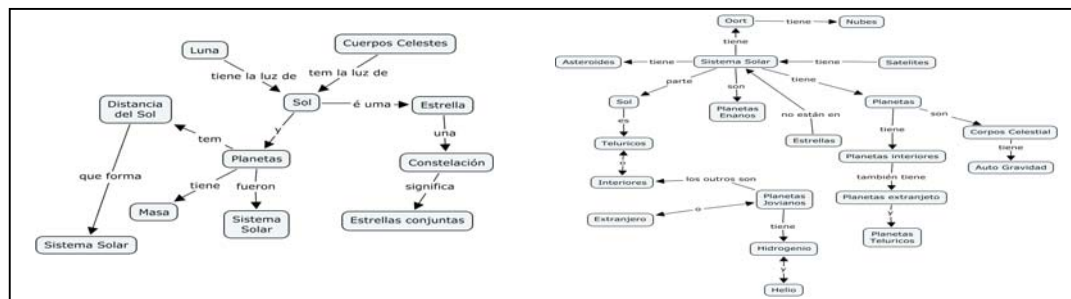 Luna
Cuerpos Celestes
tiene la luz de
tem la luz de
Sol
é uma
Estrella
Distancia
del Sol
y
tem
una
Planetas
Constelación
que forma
tiene
fueron
significa
Masa
Sistema
Solar
Estrellas conjuntas
Sistema Solar
Oort
tiene
Nubes
tiene
Asteroides
tiene
Sistema Solar
tiene
Satelites
parte
son
tiene
Sol
Planetas
Enanos
Planetas
no están en
son
es
tiene
Estrellas
Corpos Celestial
Teluricos
tiene
Planetas interiores
Auto Gravidad
o
también tiene
Interiores
los outros son
Planetas
Jovianos
Planetas extranjeto
Extranjero
o
y
tiene
Planetas
Teluricos
Hidrogenio
y
Helio